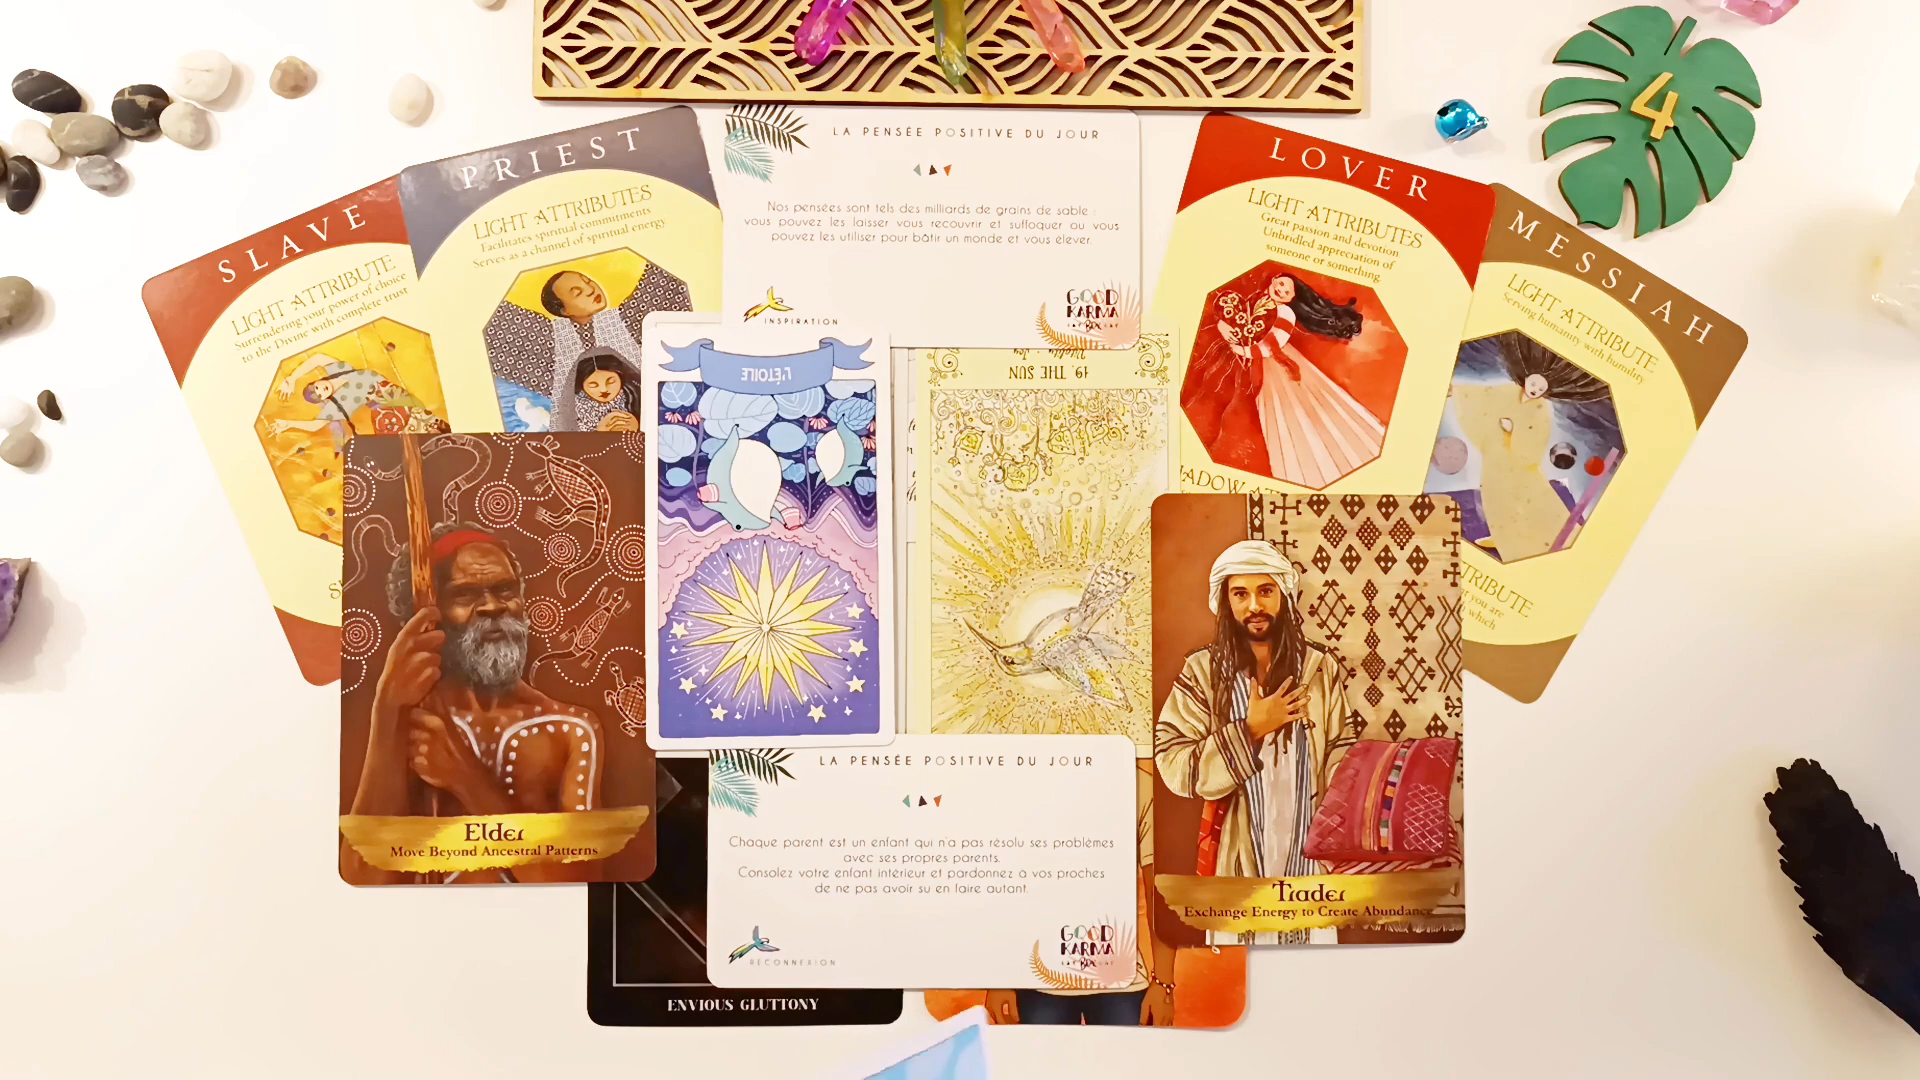 4
SLAVE
LIGHT ATTRIBUTE
Surrendering your power of choice
to the Divine with complete trust
PRIEST
LIGHT ATTRIBUTES
Facilitates spiritual commitments
Serves as a channel of spiritual energy
LA PENSÉE POSITIVE DU JOUR
Nos pensées sont tels des milliards de grains de sable :
vous pouvez les laisser vous recouvrir et suffoquer ou vous
pouvez les utiliser pour bâtir un monde et vous élever.
INSPIRATION
GOOD
KARMA
BOX
LOVER
LIGHT ATTRIBUTES
Great passion and devotion
Unbridled appreciation of
someone or something
MESSIAH
LIGHT ATTRIBUTE
Serving humanity with humility
L'ÉTOILE
19. THE SUN
Elder
Move Beyond Ancestral Patterns
Trader
Exchange Energy to Create Abundance
LA PENSÉE POSITIVE DU JOUR
Chaque parent est un enfant qui n'a pas résolu ses problèmes
avec ses propres parents.
Consolez votre enfant intérieur et pardonnez à vos proches
de ne pas avoir su en faire autant.
RECONNEXION
GOOD
KARMA
BOX
ENVIOUS GLUTTONY